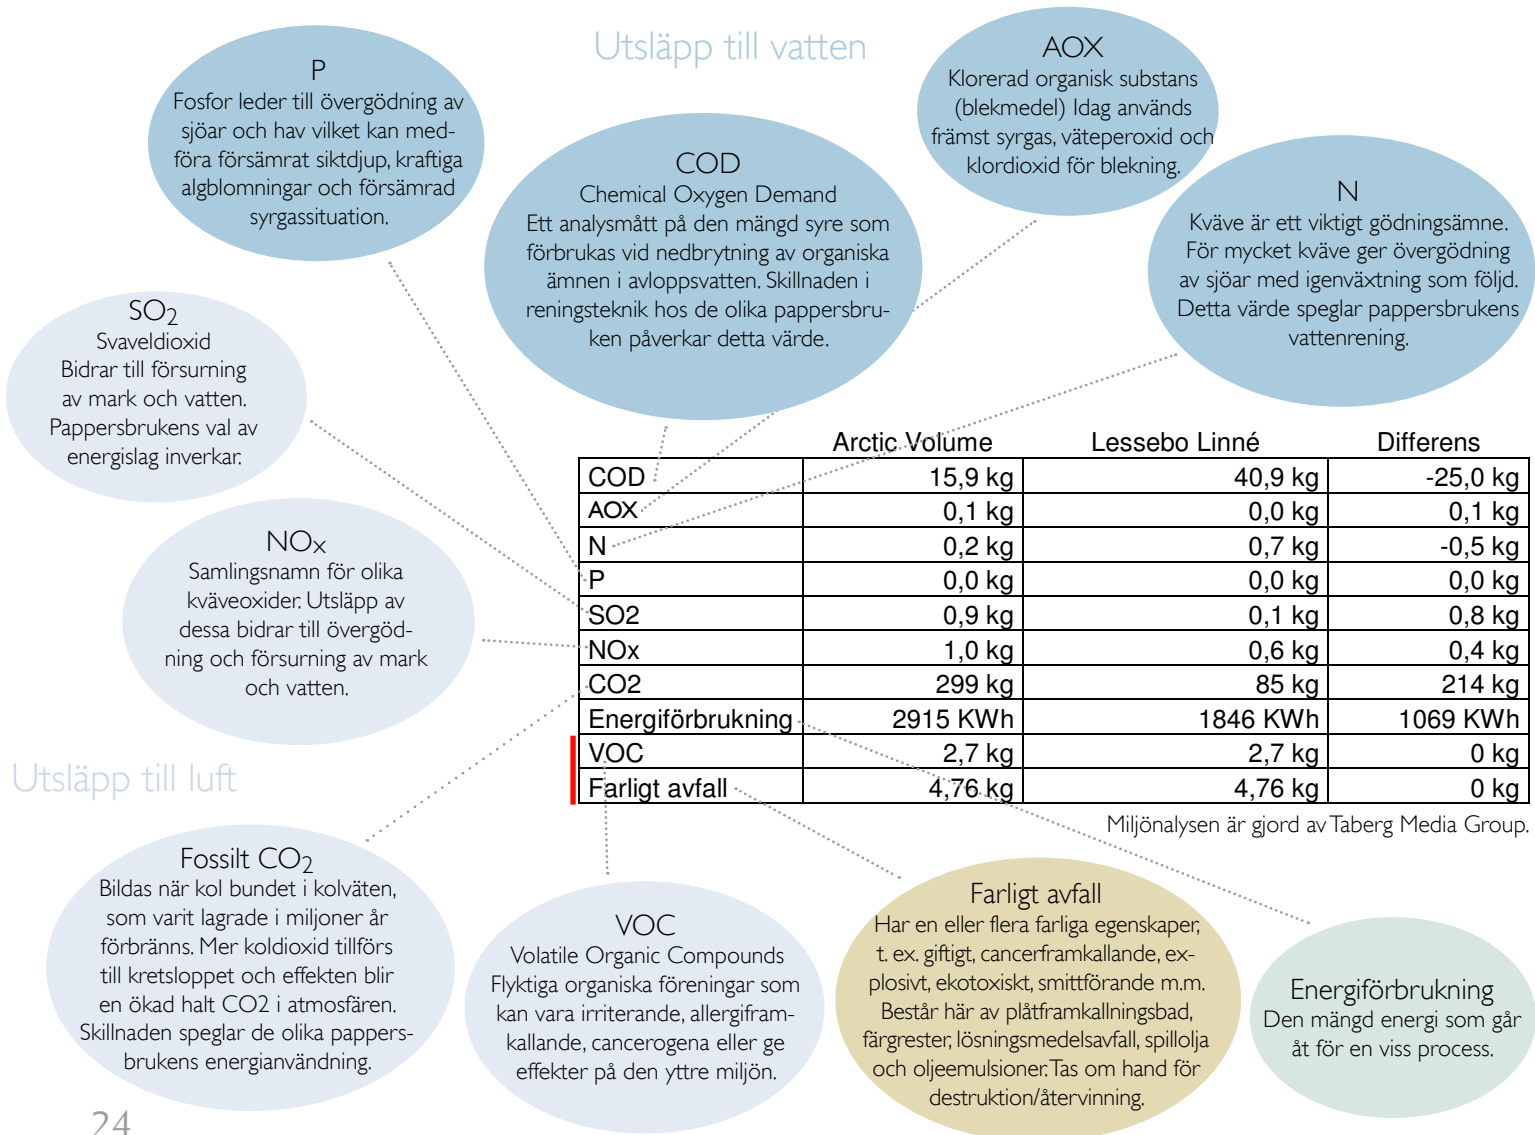 Utsläpp till vatten
P
Fosfor leder till övergödning av
sjöar och hav vilket kan med-
föra försämrat siktdjup, kraftiga
algblomningar och försämrad
syrgassituation.
COD
Chemical Oxygen Demand
Ett analysmått på den mängd syre som
förbrukas vid nedbrytning av organiska
ämnen i avloppsvatten. Skillnaden i
reningsteknik hos de olika pappersbru-
ken påverkar detta värde.
AOX
Klorerad organisk substans
(blekmedel) Idag används
främst syrgas, väteperoxid och
klordioxid för blekning.
N
Kväve är ett viktigt gödningsämne.
För mycket kväve ger övergödning
av sjöar med igenväxtning som följd.
Detta värde speglar pappersbrukens
vattenrening.
SO2
Svaveldioxid
Bidrar till försurning
av mark och vatten.
Pappersbrukens val av
energislag inverkar.
NOx
Samlingsnamn för olika
kväveoxider. Utsläpp av
dessa bidrar till övergöd-
ning och försurning av mark
och vatten.
Arctic Volume Lessebo Linné Differens
COD 15,9 kg 40,9 kg -25,0 kg
AOX 0,1 kg 0,0 kg 0,1 kg
N 0,2 kg 0,7 kg -0,5 kg
P 0,0 kg 0,0 kg 0,0 kg
SO2 0,9 kg 0,1 kg 0,8 kg
NOx 1,0 kg 0,6 kg 0,4 kg
CO2 299 kg 85 kg 214 kg
Energiförbrukning 2915 KWh 1846 KWh 1069 KWh
VOC 2,7 kg 2,7 kg 0 kg
Farligt avfall 4,76 kg 4,76 kg 0 kg
Miljönalysen är gjord av Taberg Media Group.
Utsläpp till luft
Fossilt CO2
Bildas när kol bundet i kolväten,
som varit lagrade i miljoner år
förbränns. Mer koldioxid tillförs
till kretsloppet och effekten blir
en ökad halt CO2 i atmosfären.
Skillnaden speglar de olika pappers-
brukens energianvändning.
VOC
Volatile Organic Compounds
Flyktiga organiska föreningar som
kan vara irriterande, allergifram-
kallande, cancerogena eller ge
effekter på den yttre miljön.
Farligt avfall
Har en eller flera farliga egenskaper,
t. ex. giftigt, cancerframkallande, ex-
plosivt, ekotoxiskt, smittförande m.m.
Består här av plåtframkallningsbad,
färgrester, lösningsmedelsavfall, spillolja
och oljeemulsioner. Tas om hand för
destruktion/återvinning.
Energiförbrukning
Den mängd energi som går
åt för en viss process.
24